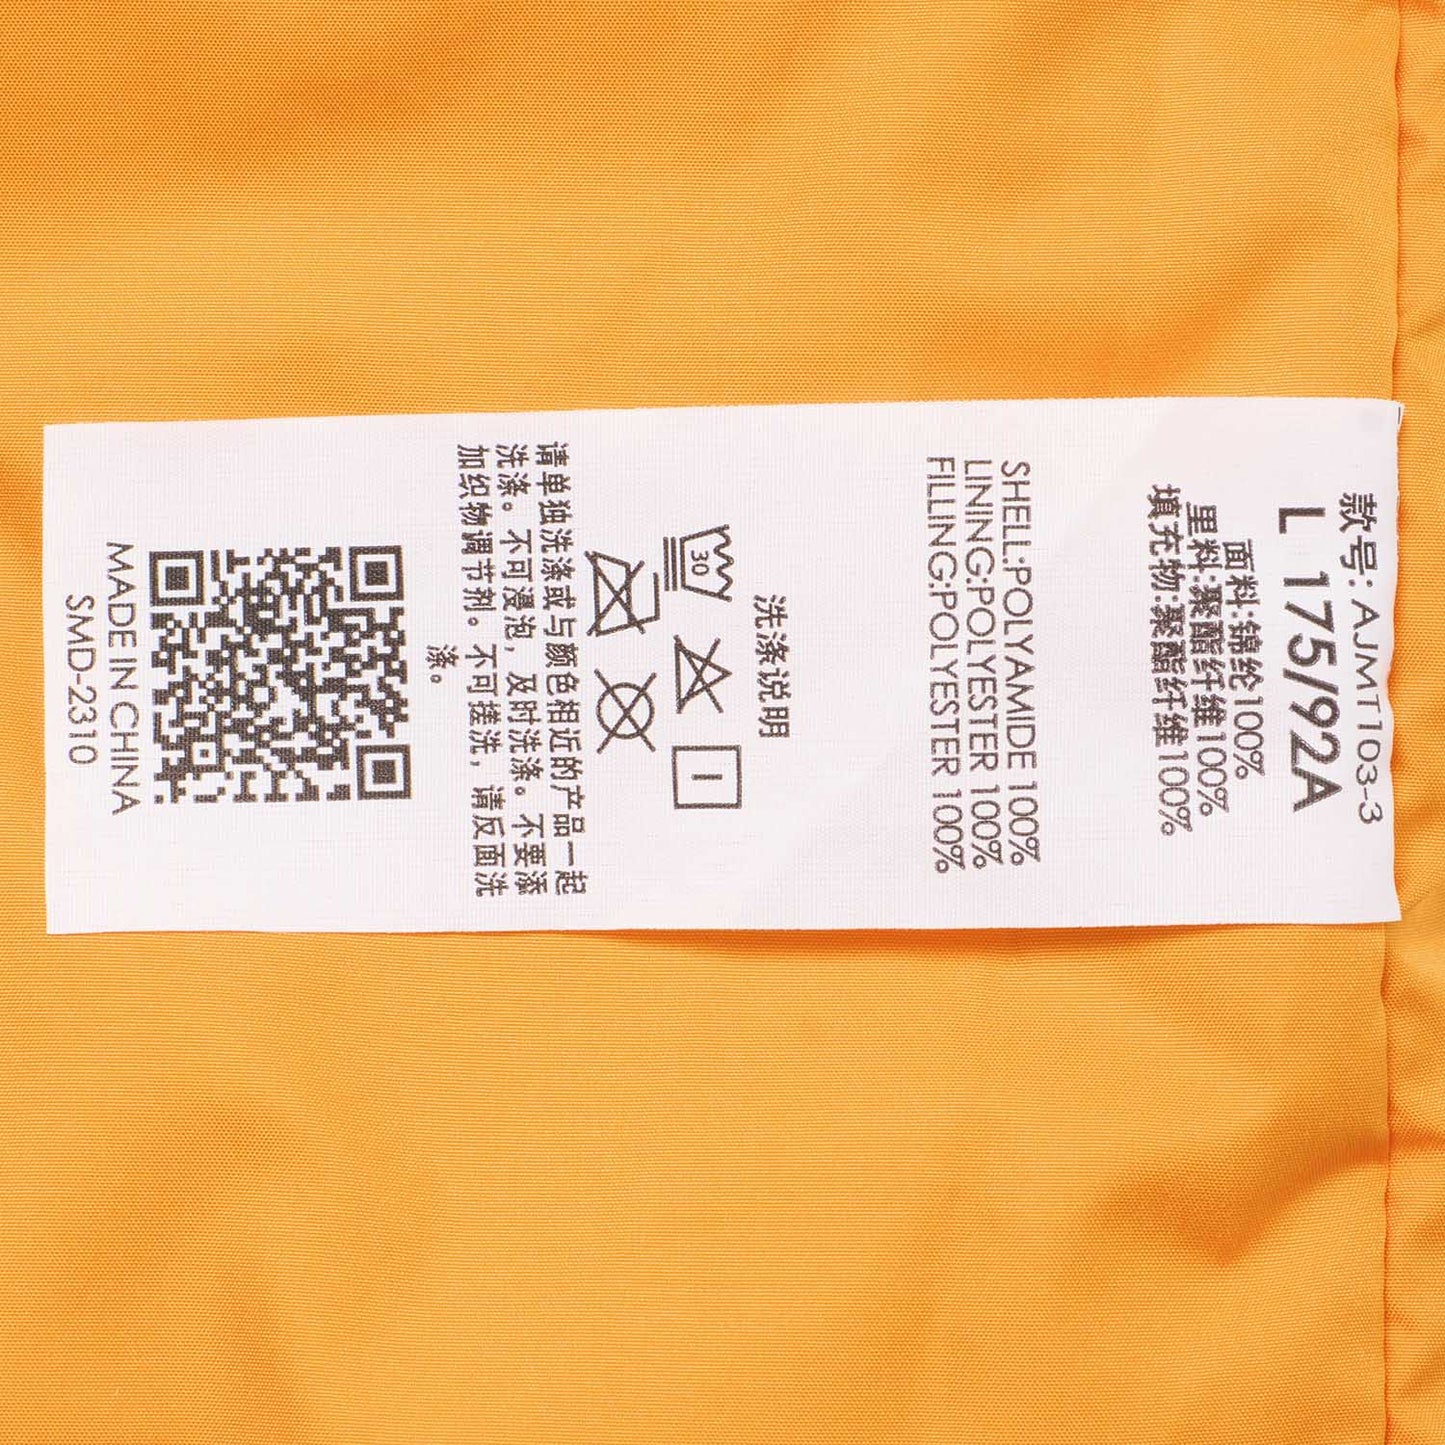 款号: AJMT103-3
L 175/92A
面料:锦纶100%
里料:聚酯纤维100%
填充物:聚酯纤维100%
SHELL:POLYAMIDE 100%
LINING:POLYESTER 100%
FILLING:POLYESTER 100%
洗涤说明
30
请单独洗涤或与颜色相近的产品一起
洗涤。不可浸泡，及时洗涤。不要添
加织物调节剂。不可搓洗，请反面洗
涤。
MADE IN CHINA
SMD-2310